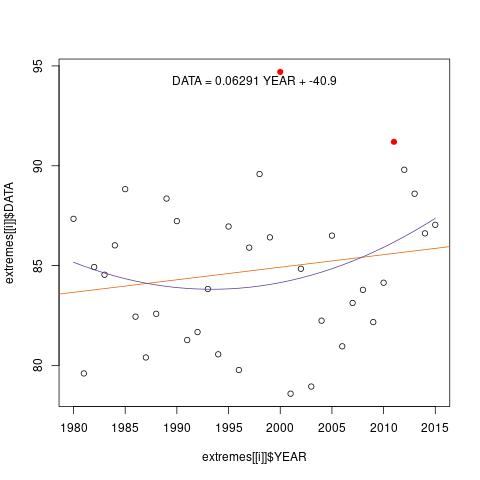 DATA = 0.06291 YEAR + -40.9
95
90
85
80
extremes[[i]]$DATA
1980 1985 1990 1995 2000 2005 2010 2015
extremes[[i]]$YEAR